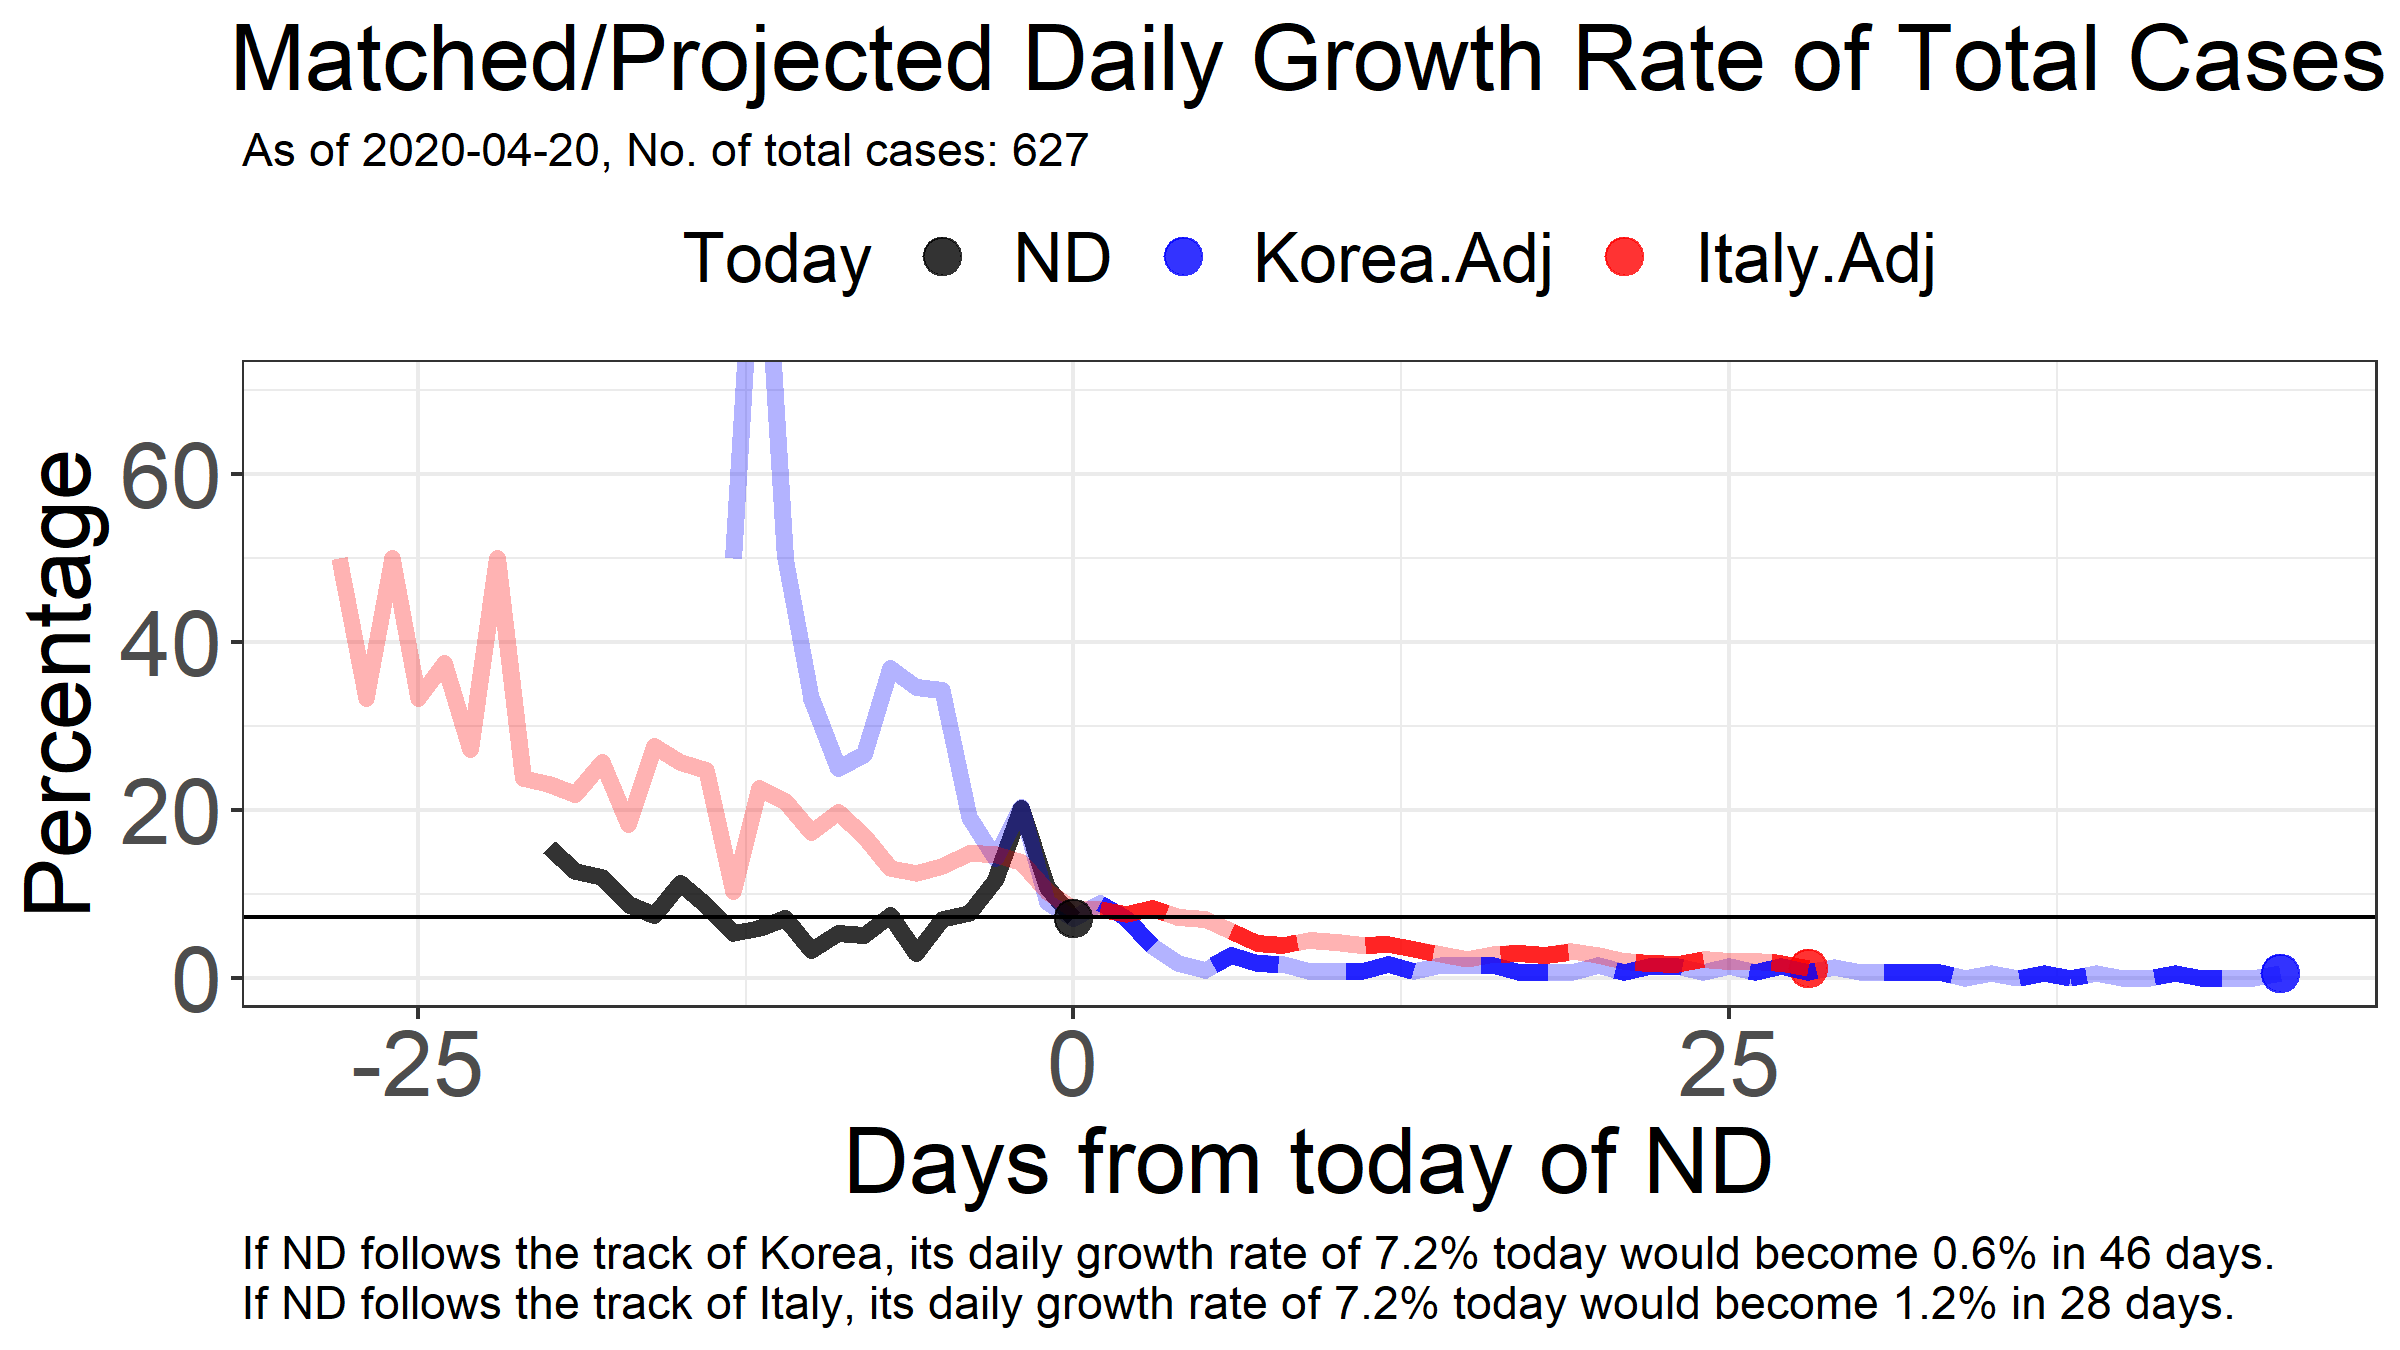 Matched/Projected Daily Growth Rate of Total Cases
As of 2020-04-20, No. of total cases: 627
Today ND Korea.Adj Italy.Adj
Percentage
60
40
20
0
-25 0 25
Days from today of ND
If ND follows the track of Korea, its daily growth rate of 7.2% today would become 0.6% in 46 days.
If ND follows the track of Italy, its daily growth rate of 7.2% today would become 1.2% in 28 days.